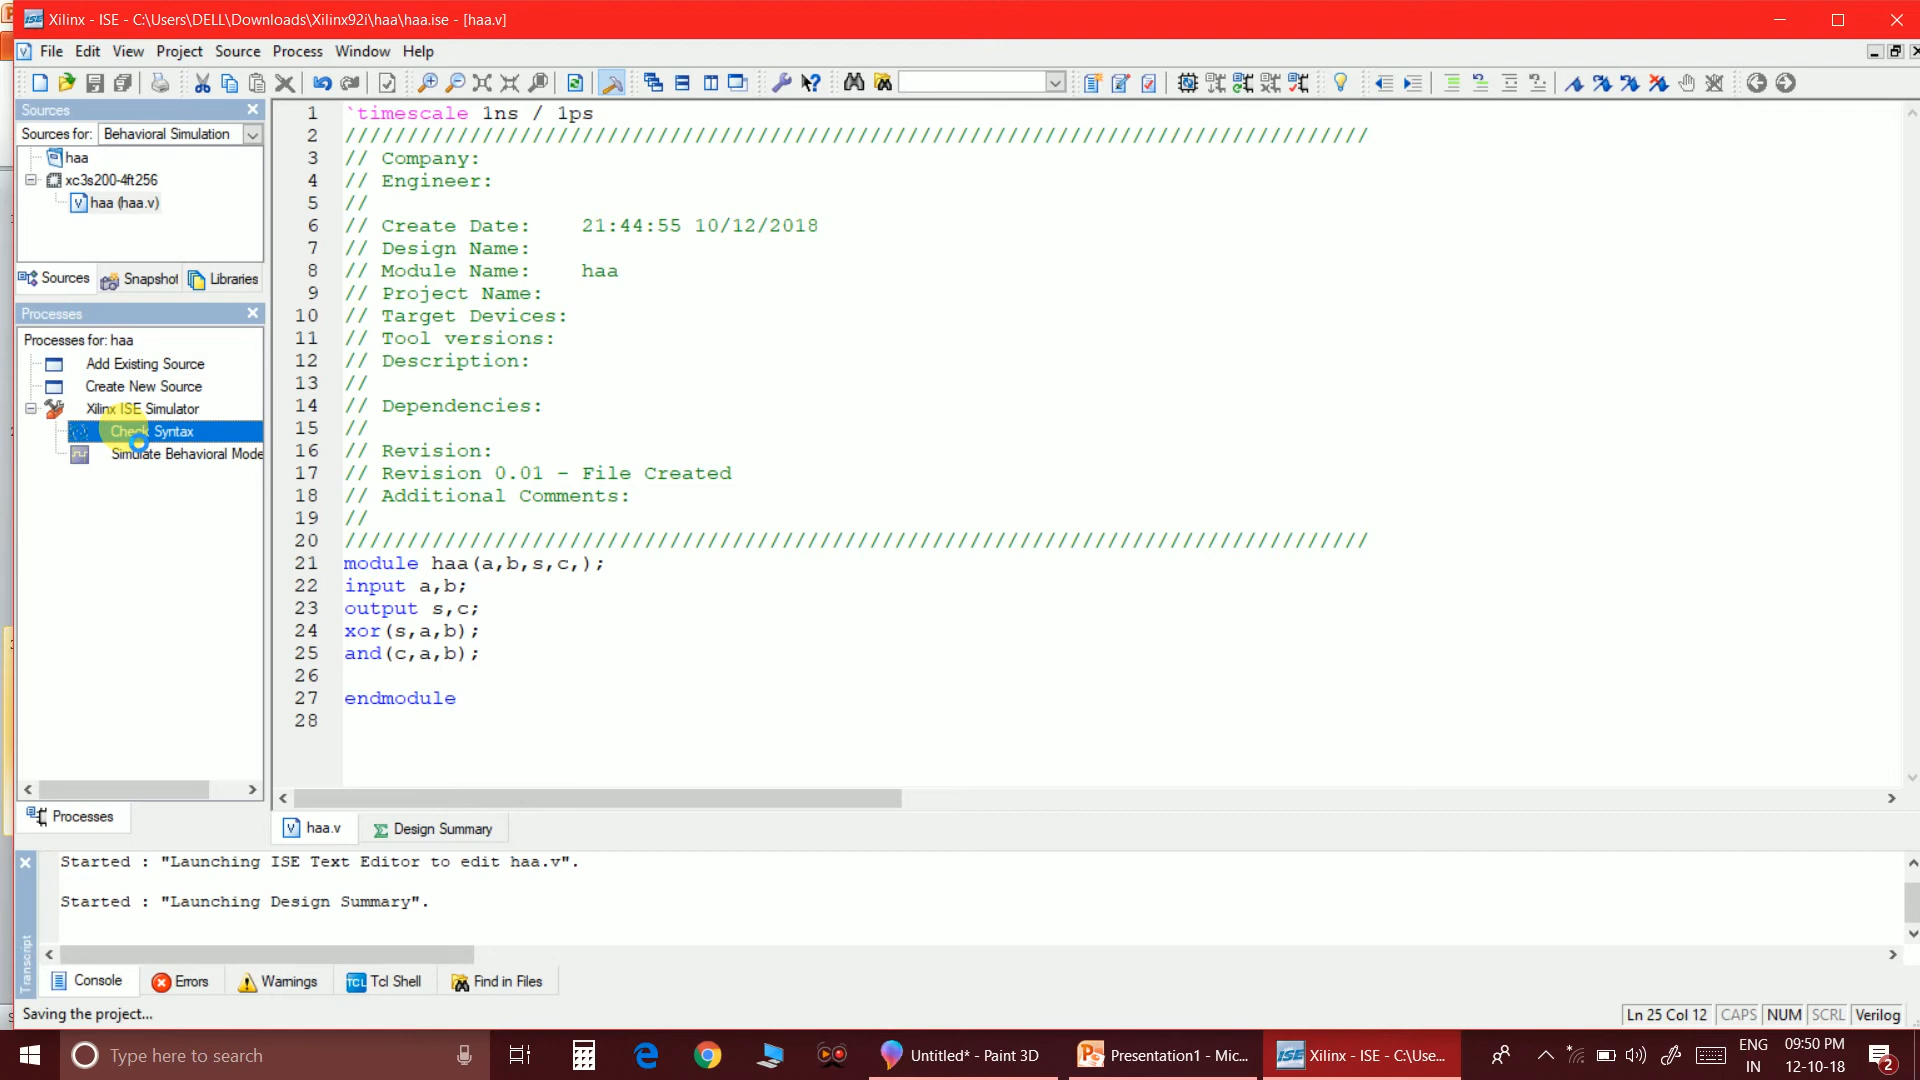 Xilinx - ISE - C:\Users\DELL\Downloads\Xilinx92i\haa\haa.ise - [haa.v]
File Edit View Project Source Process Window Help
Sources
Sources for: Behavioral Simulation
haa
xc3s200-4ft256
haa (haa.v)
Sources Snapshot Libraries
Processes
Processes for: haa
Add Existing Source
Create New Source
Xilinx ISE Simulator
Check Syntax
Simulate Behavioral Mode
Processes
1 `timescale 1ns / 1ps
2 ////////////////////////////////////////////////////////////////////////////////
3 // Company:
4 // Engineer:
5 //
6 // Create Date: 21:44:55 10/12/2018
7 // Design Name:
8 // Module Name: haa
9 // Project Name:
10 // Target Devices:
11 // Tool versions:
12 // Description:
13 //
14 // Dependencies:
15 //
16 // Revision:
17 // Revision 0.01 - File Created
18 // Additional Comments:
19 //
20 ////////////////////////////////////////////////////////////////////////////////
21 module haa(a,b,s,c,);
22 input a,b;
23 output s,c;
24 xor(s,a,b);
25 and(c,a,b);
26
27 endmodule
28
haa.v Design Summary
Started : "Launching ISE Text Editor to edit haa.v".
Started : "Launching Design Summary".
Transcript
Console Errors Warnings TCL Tcl Shell Find in Files
Saving the project...
Ln 25 Col 12 CAPS NUM SCRL Verilog
Type here to search
Untitled* - Paint 3D
Presentation1 - Mic...
ISE Xilinx - ISE - C:\Use...
ENG
IN
09:50 PM
12-10-18
2